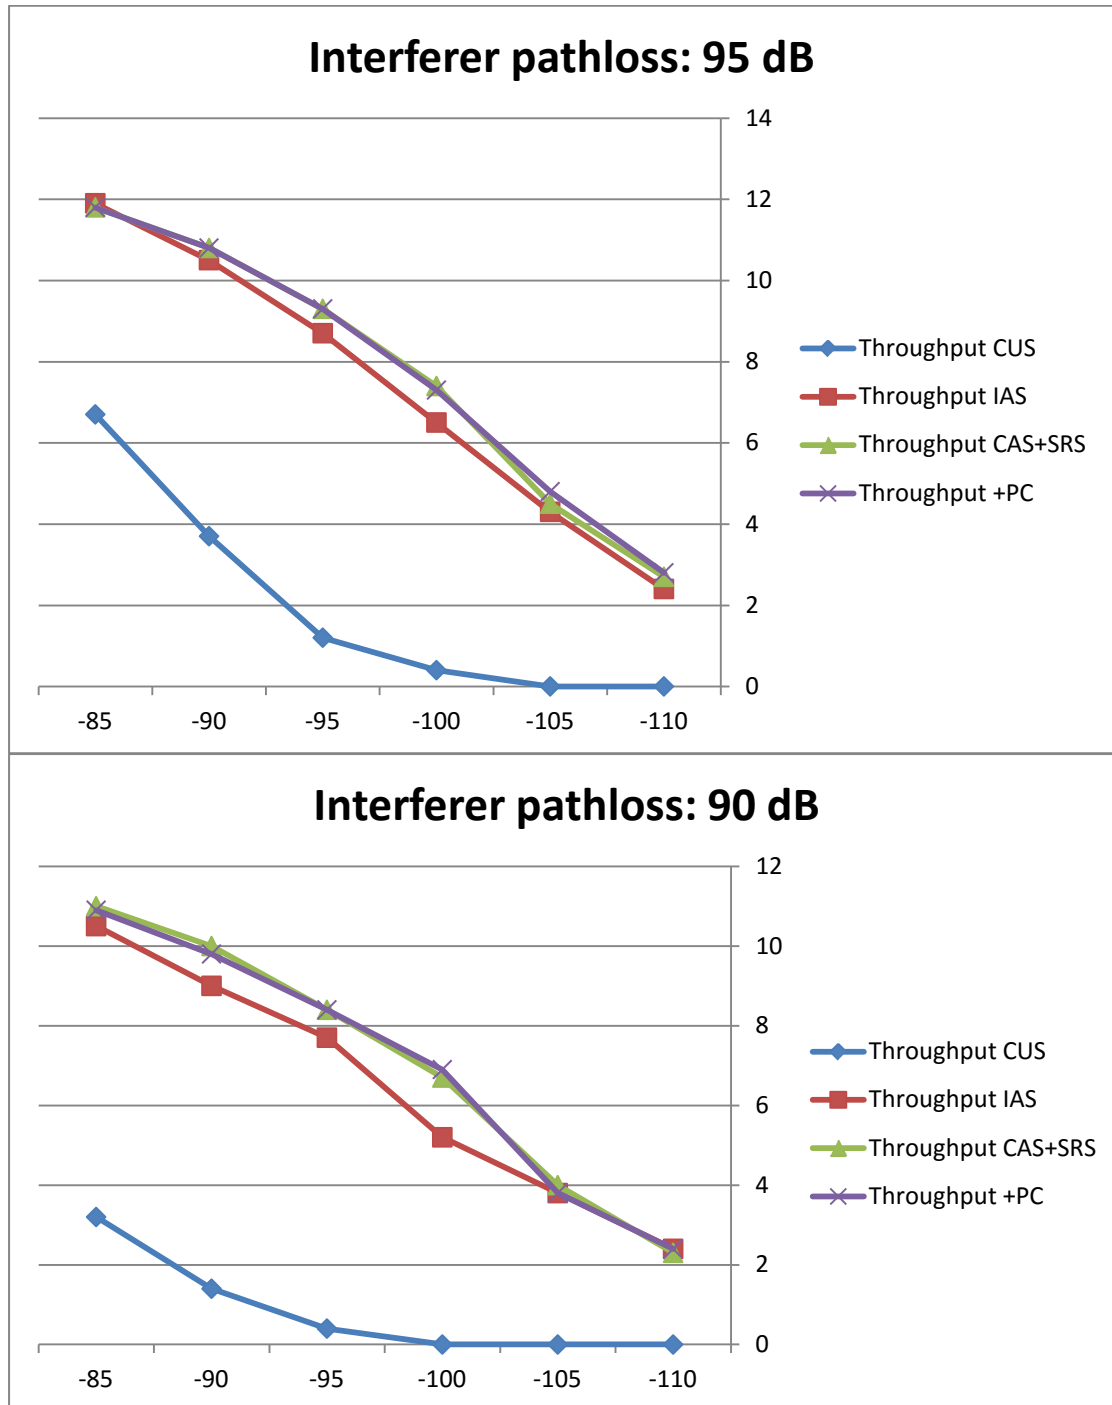 Interferer pathloss: 95 dB
14
12
10
8
6
4
2
0
-85 -90 -95 -100 -105 -110
Throughput CUS
Throughput IAS
Throughput CAS+SRS
Throughput +PC
Interferer pathloss: 90 dB
12
10
8
6
4
2
0
-85 -90 -95 -100 -105 -110
Throughput CUS
Throughput IAS
Throughput CAS+SRS
Throughput +PC